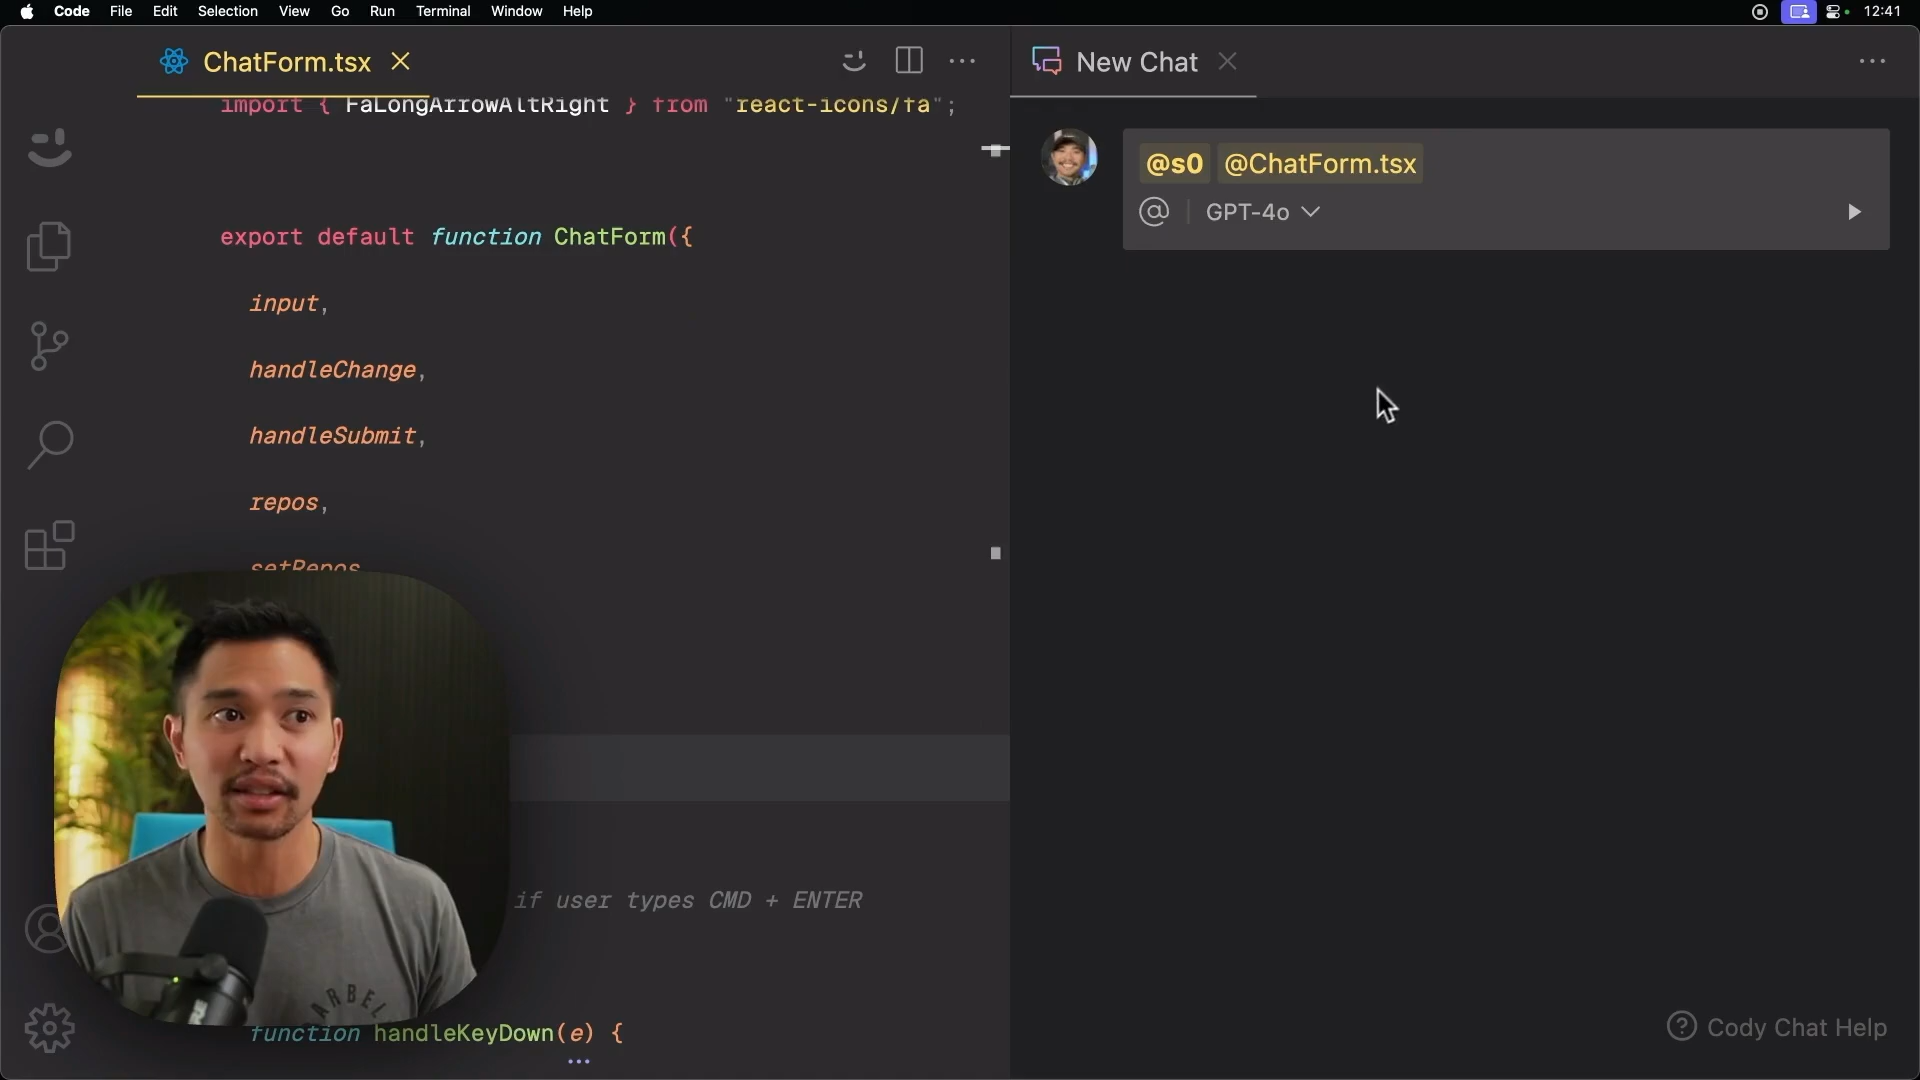 Code File Edit Selection View Go Run Terminal Window Help 12:41
ChatForm.tsx
New Chat
import { FaLongArrowAltRight } from "react-icons/fa";
@s0 @ChatForm.tsx
@ GPT-4o
export default function ChatForm({
input,
handleChange,
handleSubmit,
repos,
setRepos
if user types CMD + ENTER
function handleKeyDown(e) {
Cody Chat Help